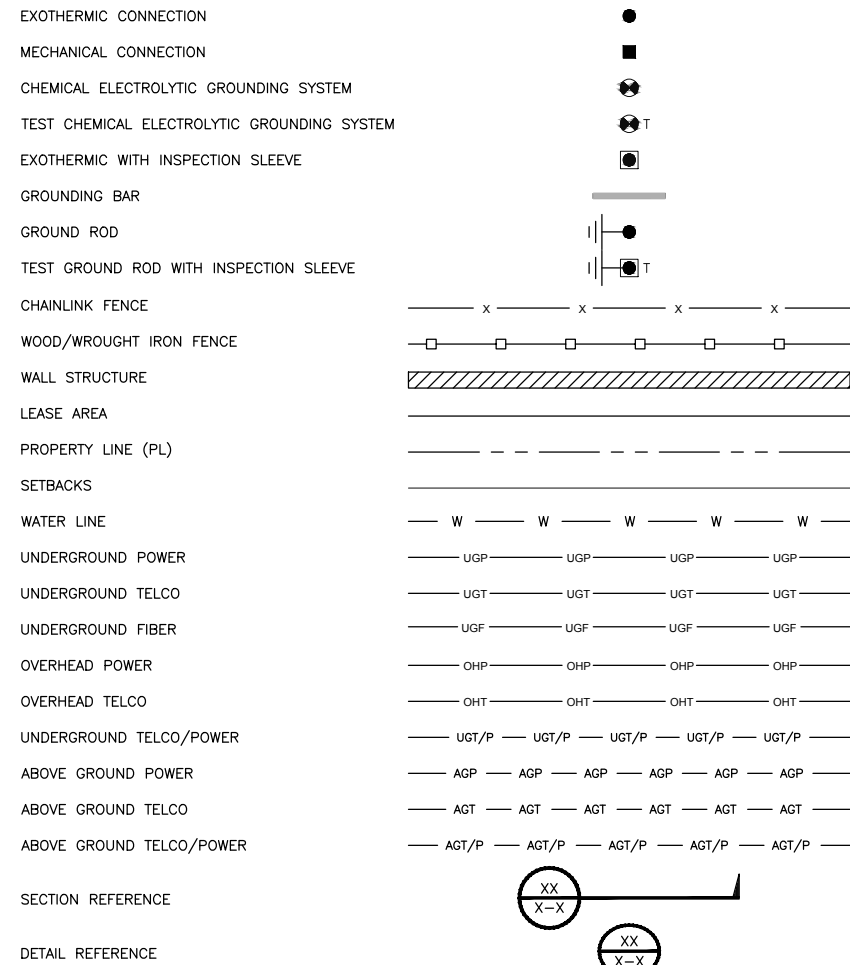 EXOTHERMIC CONNECTION
MECHANICAL CONNECTION
CHEMICAL ELECTROLYTIC GROUNDING SYSTEM
TEST CHEMICAL ELECTROLYTIC GROUNDING SYSTEM T
EXOTHERMIC WITH INSPECTION SLEEVE
GROUNDING BAR
GROUND ROD
TEST GROUND ROD WITH INSPECTION SLEEVE T
CHAINLINK FENCE X X X X
WOOD/WROUGHT IRON FENCE
WALL STRUCTURE
LEASE AREA
PROPERTY LINE (PL)
SETBACKS
WATER LINE W W W W W
UNDERGROUND POWER UGP UGP UGP UGP
UNDERGROUND TELCO UGT UGT UGT UGT
UNDERGROUND FIBER UGF UGF UGF UGF
OVERHEAD POWER OHP OHP OHP OHP
OVERHEAD TELCO OHT OHT OHT OHT
UNDERGROUND TELCO/POWER UGT/P UGT/P UGT/P UGT/P UGT/P
ABOVE GROUND POWER AGP AGP AGP AGP AGP AGP
ABOVE GROUND TELCO AGT AGT AGT AGT AGT AGT
ABOVE GROUND TELCO/POWER AGT/P AGT/P AGT/P AGT/P AGT/P
XX
SECTION REFERENCE X-X
XX
DETAIL REFERENCE X-X